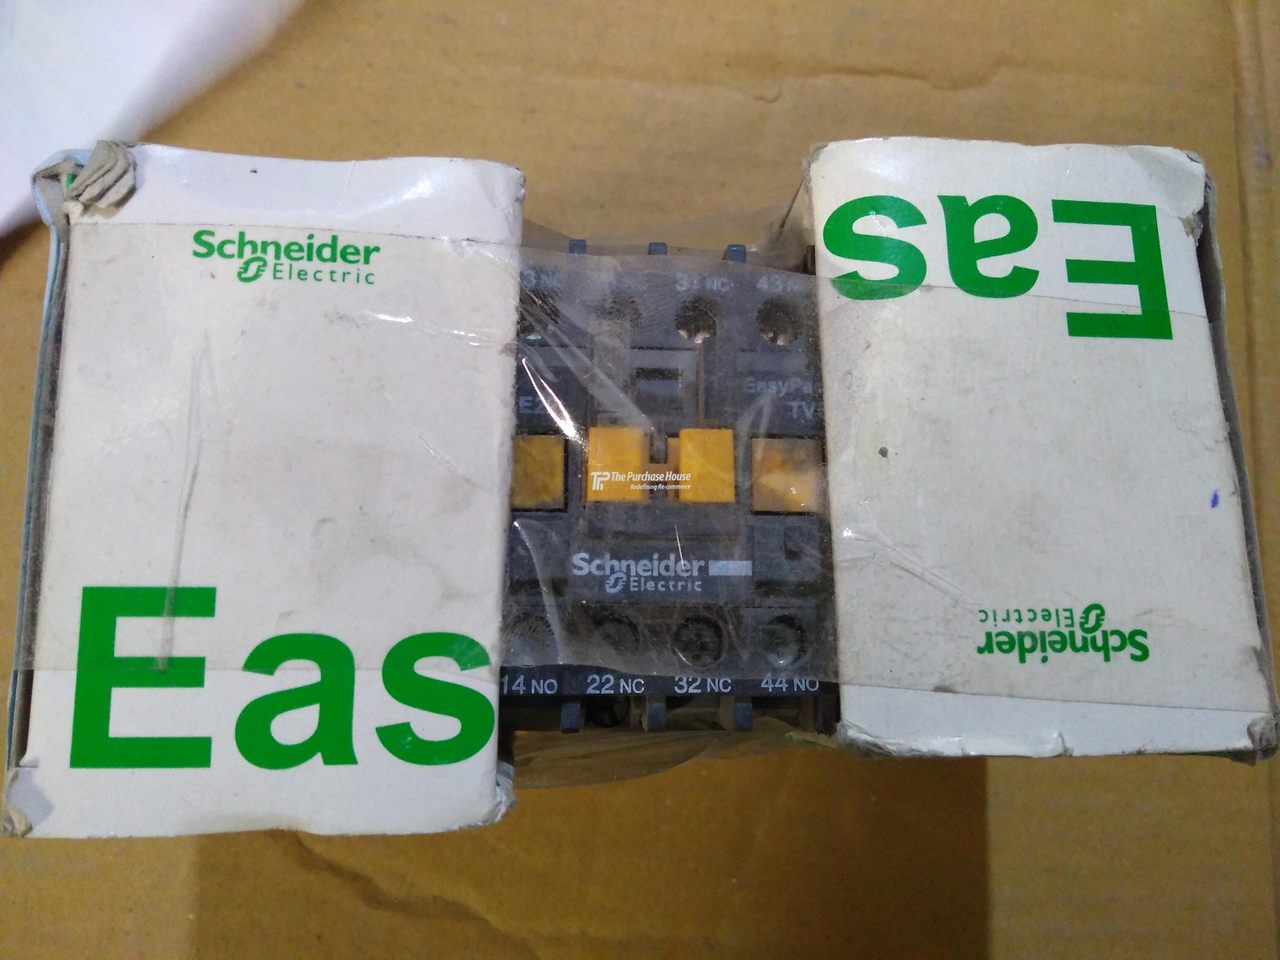 Schneider
Electric
Eas
31 NC
43
EasyPa
TV
The Purchase House
Redefining Re-commerce
Schneider
Electric
14 NO
22 NC
32 NC
44 NO
Eas
Schneider
Electric